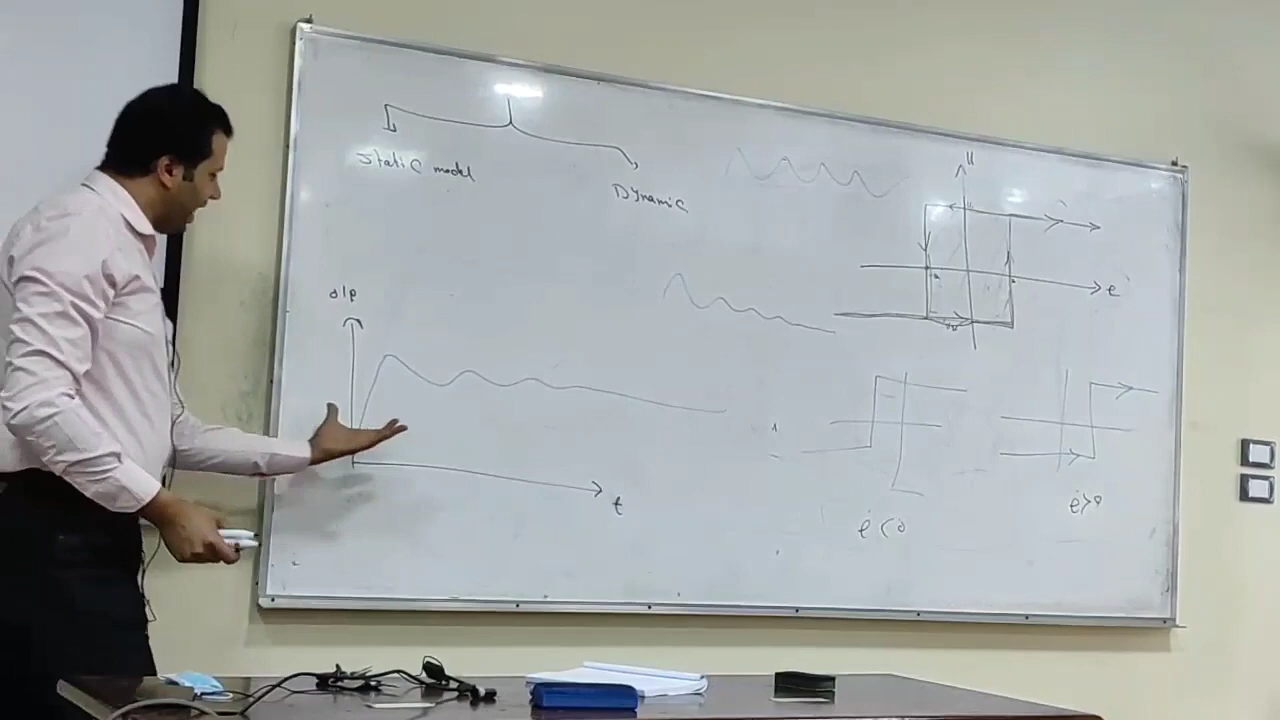 Static model
Dynamic
u
e
o/p
t
ė < 0
ė > 0